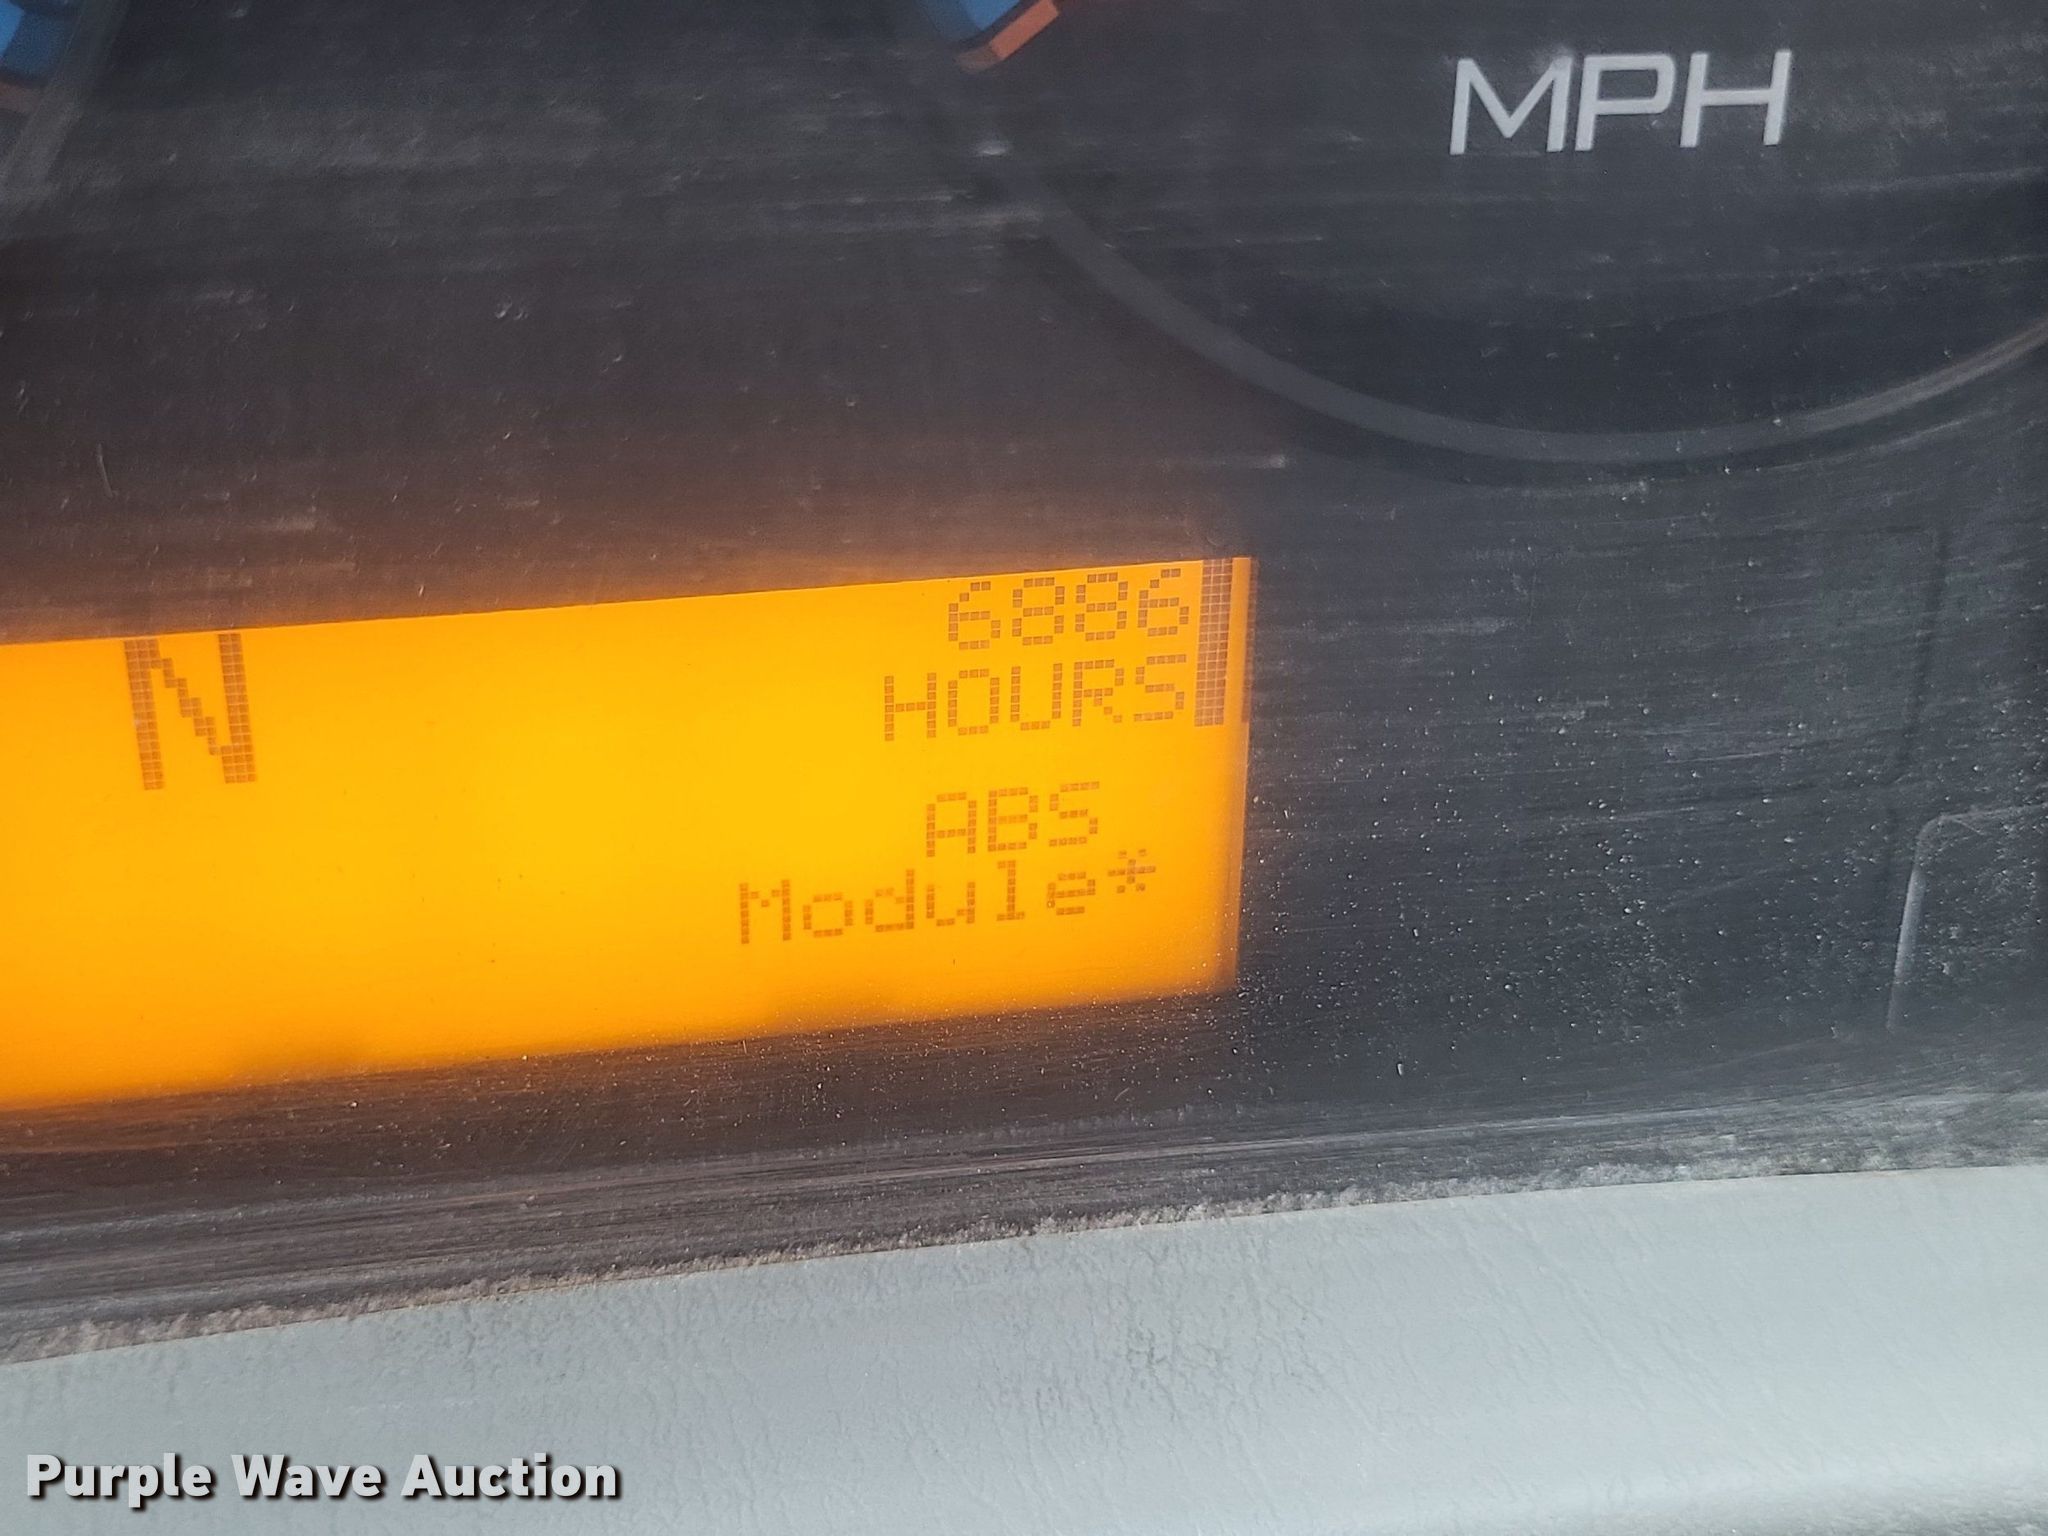 MPH
6886
HOURS
N
ABS
Module*
Purple Wave Auction